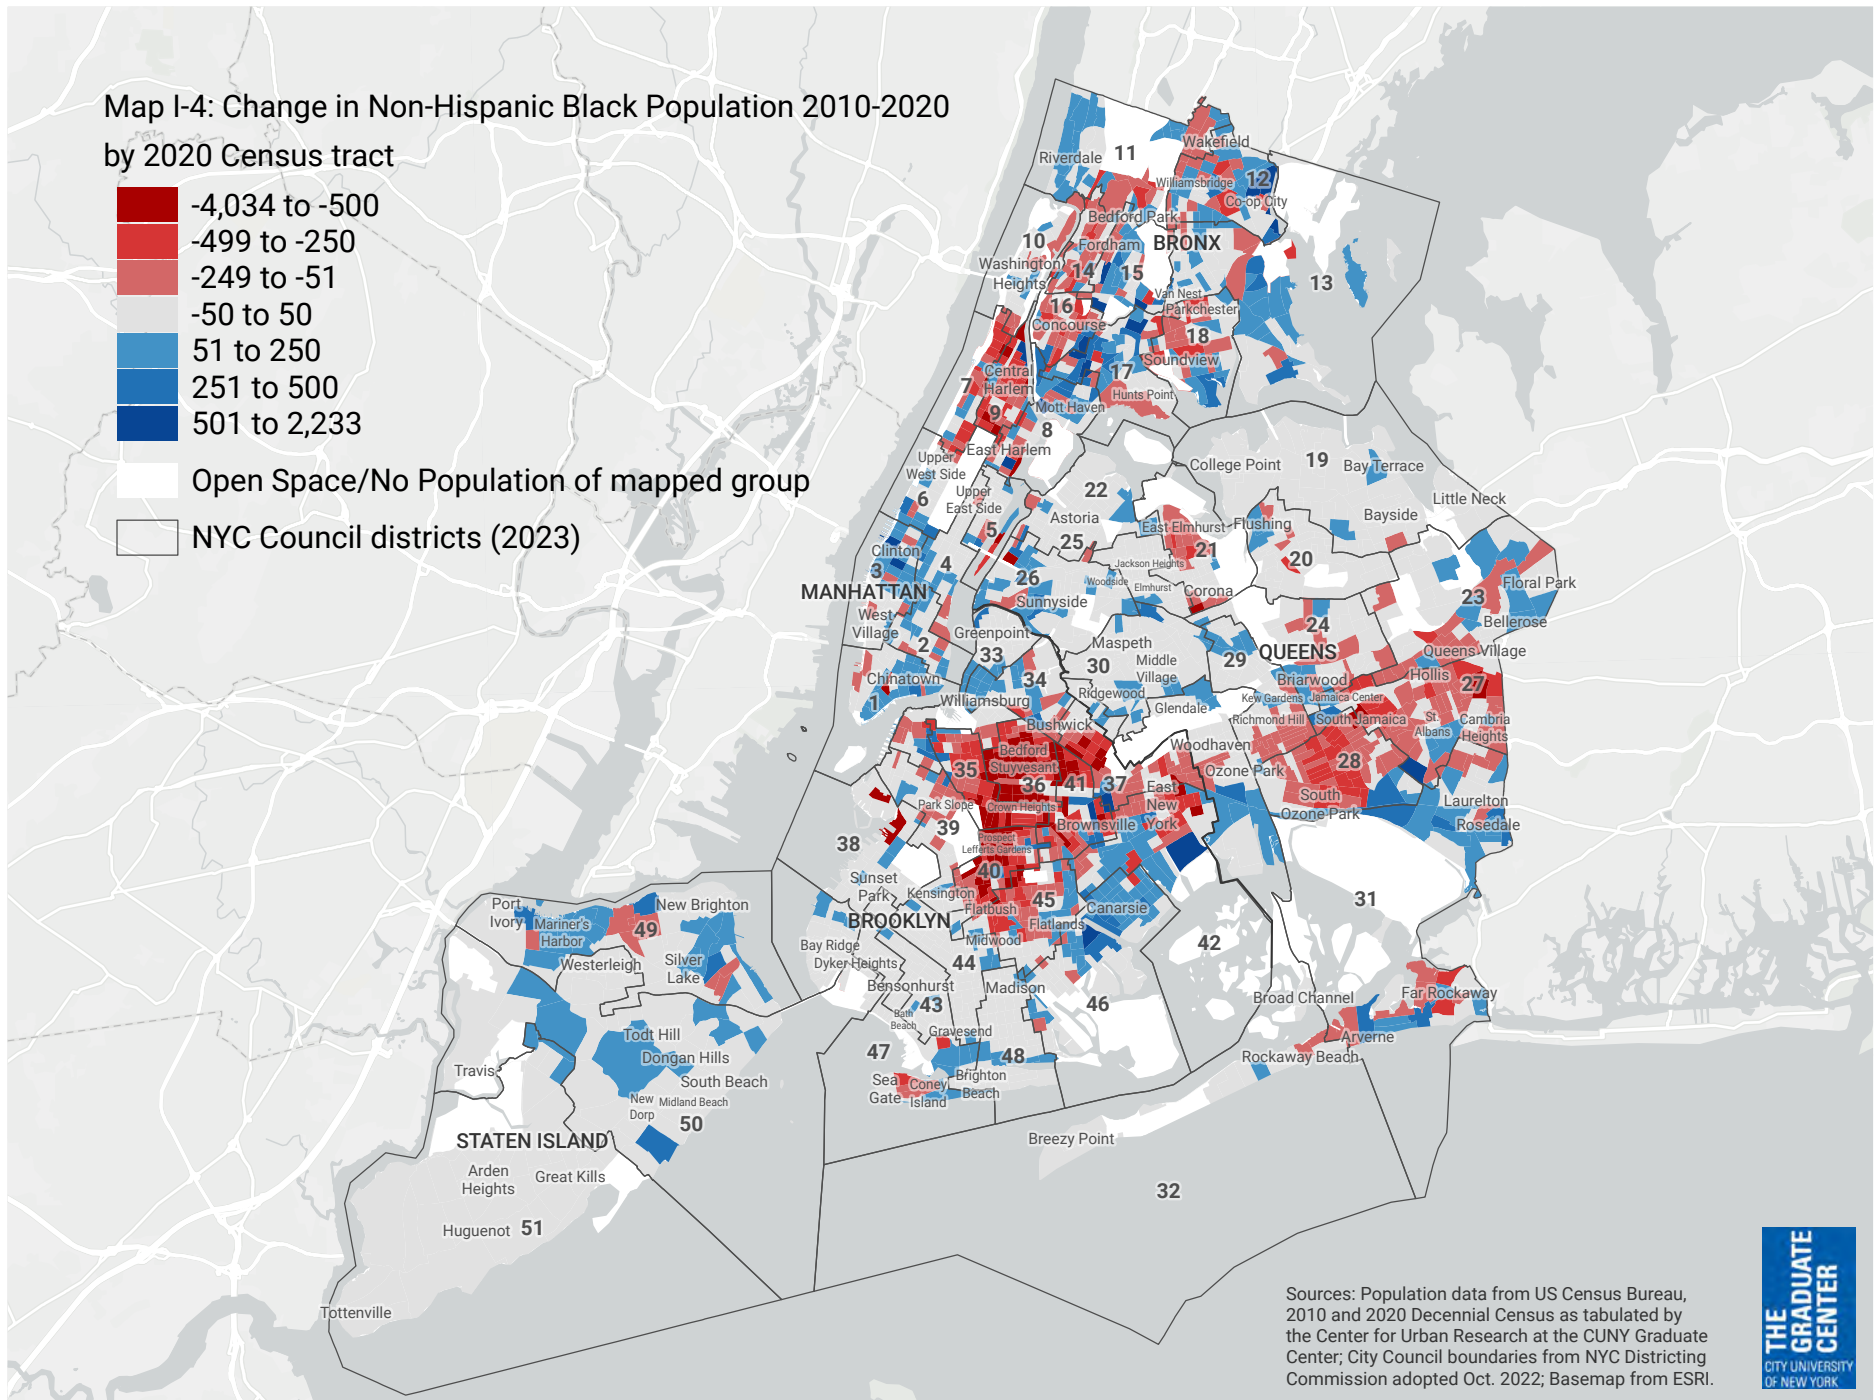 Map I-4: Change in Non-Hispanic Black Population 2010-2020
by 2020 Census tract
-4,034 to -500
-499 to -250
-249 to -51
-50 to 50
51 to 250
251 to 500
501 to 2,233
Open Space/No Population of mapped group
NYC Council districts (2023)
Wakefield
11
Riverdale
Williamsbridge
12
Co-op City
Bedford Park
10
Fordham
BRONX
Washington
Heights
14
15
13
Van Nest
16
Parkchester
Concourse
18
Soundview
Central
Harlem
17
7
Hunts Point
9
Mott Haven
8
East Harlem
Upper
West Side
College Point
19
Bay Terrace
22
Upper
East Side
6
Little Neck
Astoria
East Elmhurst
Flushing
Bayside
5
25
21
20
Clinton
3
4
26
Jackson Heights
Woodside
Elmhurst
Corona
Floral Park
23
MANHATTAN
Sunnyside
Bellerose
West
Village
Greenpoint
24
2
33
Maspeth
QUEENS
Queens Village
30
Middle
Village
29
34
Briarwood
Hollis
27
Chinatown
1
Williamsburg
Ridgewood
Glendale
Kew Gardens
Jamaica Center
Bushwick
Richmond Hill
South Jamaica
St.
Albans
Cambria
Heights
Bedford
Stuyvesant
Woodhaven
35
36
41
37
East
New
York
Ozone Park
28
Park Slope
Crown Heights
South
Ozone Park
Laurelton
39
Brownsville
Rosedale
38
Prospect
Lefferts Gardens
40
Sunset
Park
Kensington
45
Canarsie
31
Port
Ivory
New Brighton
BROOKLYN
Flatbush
Mariner's
Harbor
49
Flatlands
Bay Ridge
Midwood
42
Dyker Heights
44
Westerleigh
Silver
Lake
Bensonhurst
Madison
Broad Channel
Far Rockaway
43
46
Bath
Beach
Gravesend
Todt Hill
Arverne
47
48
Dongan Hills
Rockaway Beach
Travis
South Beach
Sea
Gate
Coney
Island
Brighton
Beach
New
Dorp
Midland Beach
50
STATEN ISLAND
Breezy Point
Arden
Heights
Great Kills
32
Huguenot
51
Tottenville
Sources: Population data from US Census Bureau,
2010 and 2020 Decennial Census as tabulated by
the Center for Urban Research at the CUNY Graduate
Center; City Council boundaries from NYC Districting
Commission adopted Oct. 2022; Basemap from ESRI.
THE
GRADUATE
CENTER
CITY UNIVERSITY
OF NEW YORK